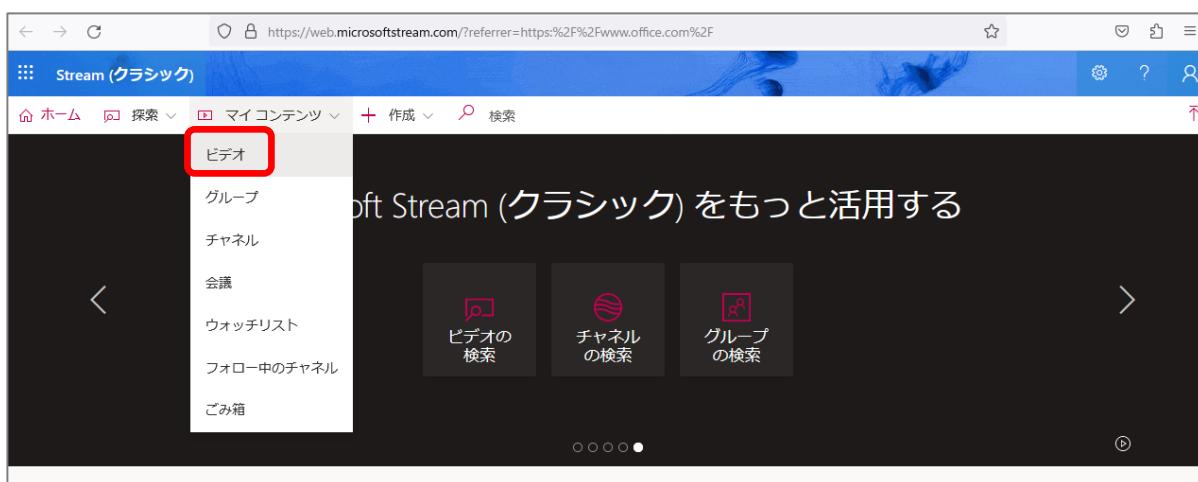 https://web.microsoftstream.com/?referrer=https:%2F%2Fwww.office.com%2F
Stream (クラシック)
?
ホーム 探索 マイ コンテンツ 作成 検索
ビデオ
グループ
チャネル
会議
ウォッチリスト
フォロー中のチャネル
ごみ箱
oft Stream (クラシック) をもっと活用する
ビデオの
検索
チャネル
の検索
グループ
の検索